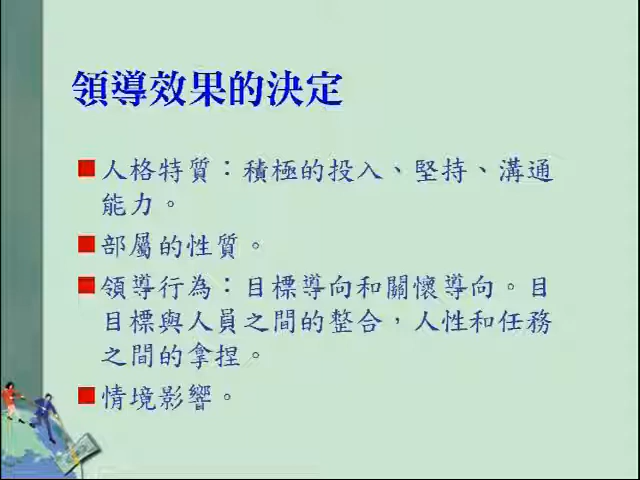 領導效果的決定
人格特質：積極的投入、堅持、溝通
能力。
部屬的性質。
領導行為：目標導向和關懷導向。目
目標與人員之間的整合，人性和任務
之間的拿捏。
情境影響。